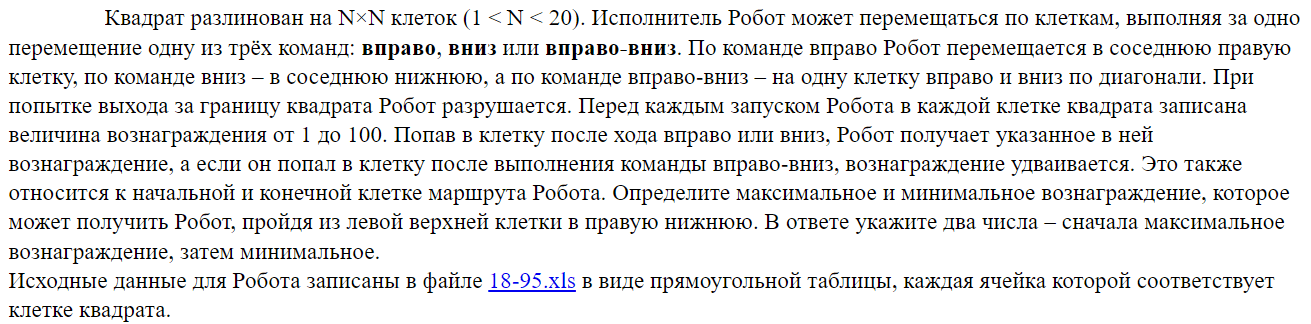 Квадрат разлинован на N×N клеток (1 < N < 20). Исполнитель Робот может перемещаться по клеткам, выполняя за одно
перемещение одну из трёх команд: вправо, вниз или вправо-вниз. По команде вправо Робот перемещается в соседнюю правую
клетку, по команде вниз – в соседнюю нижнюю, а по команде вправо-вниз – на одну клетку вправо и вниз по диагонали. При
попытке выхода за границу квадрата Робот разрушается. Перед каждым запуском Робота в каждой клетке квадрата записана
величина вознаграждения от 1 до 100. Попав в клетку после хода вправо или вниз, Робот получает указанное в ней
вознаграждение, а если он попал в клетку после выполнения команды вправо-вниз, вознаграждение удваивается. Это также
относится к начальной и конечной клетке маршрута Робота. Определите максимальное и минимальное вознаграждение, которое
может получить Робот, пройдя из левой верхней клетки в правую нижнюю. В ответе укажите два числа – сначала максимальное
вознаграждение, затем минимальное.
Исходные данные для Робота записаны в файле 18-95.xls в виде прямоугольной таблицы, каждая ячейка которой соответствует
клетке квадрата.